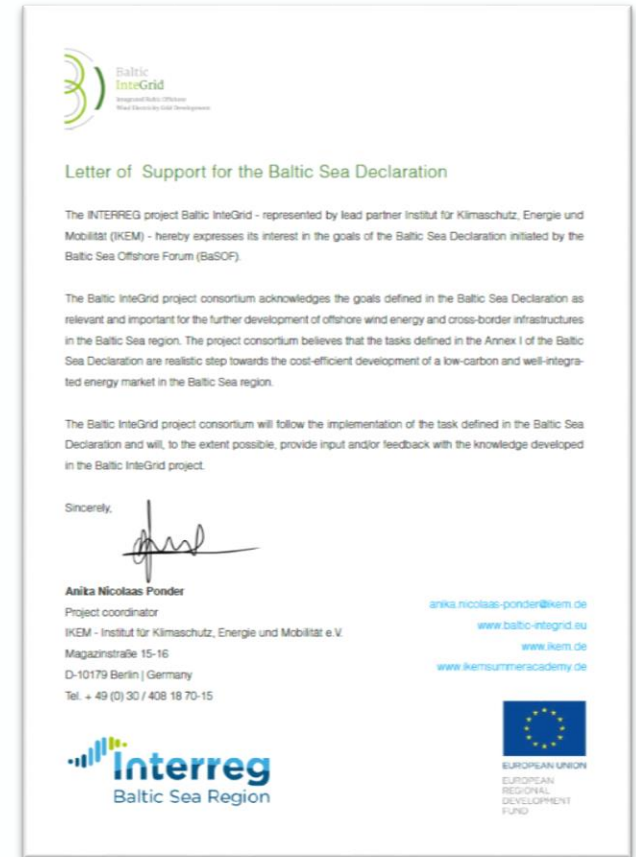 Baltic
InteGrid
Integrated Baltic Offshore
Wind Electricity Grid Development
Letter of Support for the Baltic Sea Declaration
The INTERREG project Baltic InteGrid - represented by lead partner Institut für Klimaschutz, Energie und
Mobilität (IKEM) - hereby expresses its interest in the goals of the Baltic Sea Declaration initiated by the
Baltic Sea Offshore Forum (BaSOF).
The Baltic InteGrid project consortium acknowledges the goals defined in the Baltic Sea Declaration as
relevant and important for the further development of offshore wind energy and cross-border infrastructures
in the Baltic Sea region. The project consortium believes that the tasks defined in the Annex I of the Baltic
Sea Declaration are realistic step towards the cost-efficient development of a low-carbon and well-integra-
ted energy market in the Baltic Sea region.
The Baltic InteGrid project consortium will follow the implementation of the task defined in the Baltic Sea
Declaration and will, to the extent possible, provide input and/or feedback with the knowledge developed
in the Baltic InteGrid project.
Sincerely,
Anika Nicolaas Ponder
Project coordinator
IKEM - Institut für Klimaschutz, Energie und Mobilität e.V.
Magazinstraße 15-16
D-10179 Berlin | Germany
Tel. + 49 (0) 30 / 408 18 70-15
anika.nicolaas-ponder@ikem.de
www.baltic-integrid.eu
www.ikem.de
www.ikemsummeracademy.de
Interreg
Baltic Sea Region
EUROPEAN UNION
EUROPEAN
REGIONAL
DEVELOPMENT
FUND